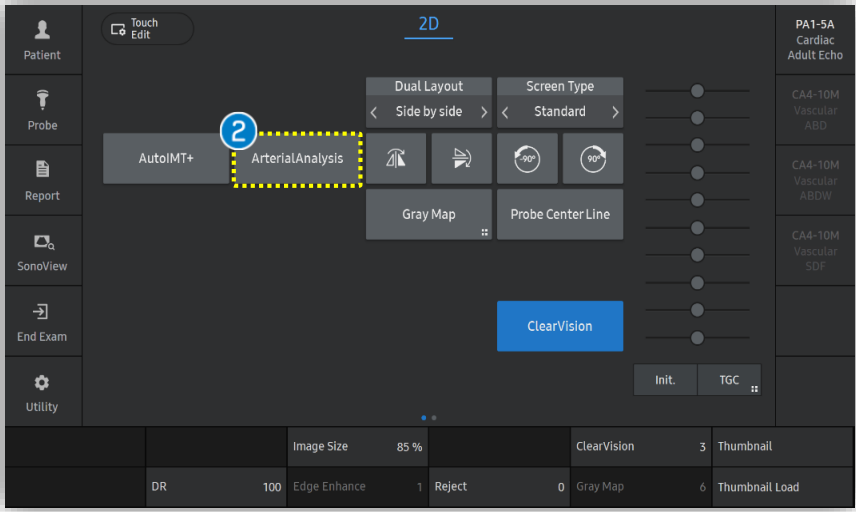 Patient
Probe
Report
SonoView
End Exam
Utility
Touch
Edit
2D
2
AutoIMT+
ArterialAnalysis
Dual Layout
< Side by side >
Screen Type
< Standard >
-90°
90°
Gray Map
Probe Center Line
ClearVision
Init.
TGC
PA1-5A
Cardiac
Adult Echo
CA4-10M
Vascular
ABD
CA4-10M
Vascular
ABDW
CA4-10M
Vascular
SDF
Image Size 85 %
ClearVision 3
Thumbnail
DR 100
Edge Enhance 1
Reject 0
Gray Map 6
Thumbnail Load